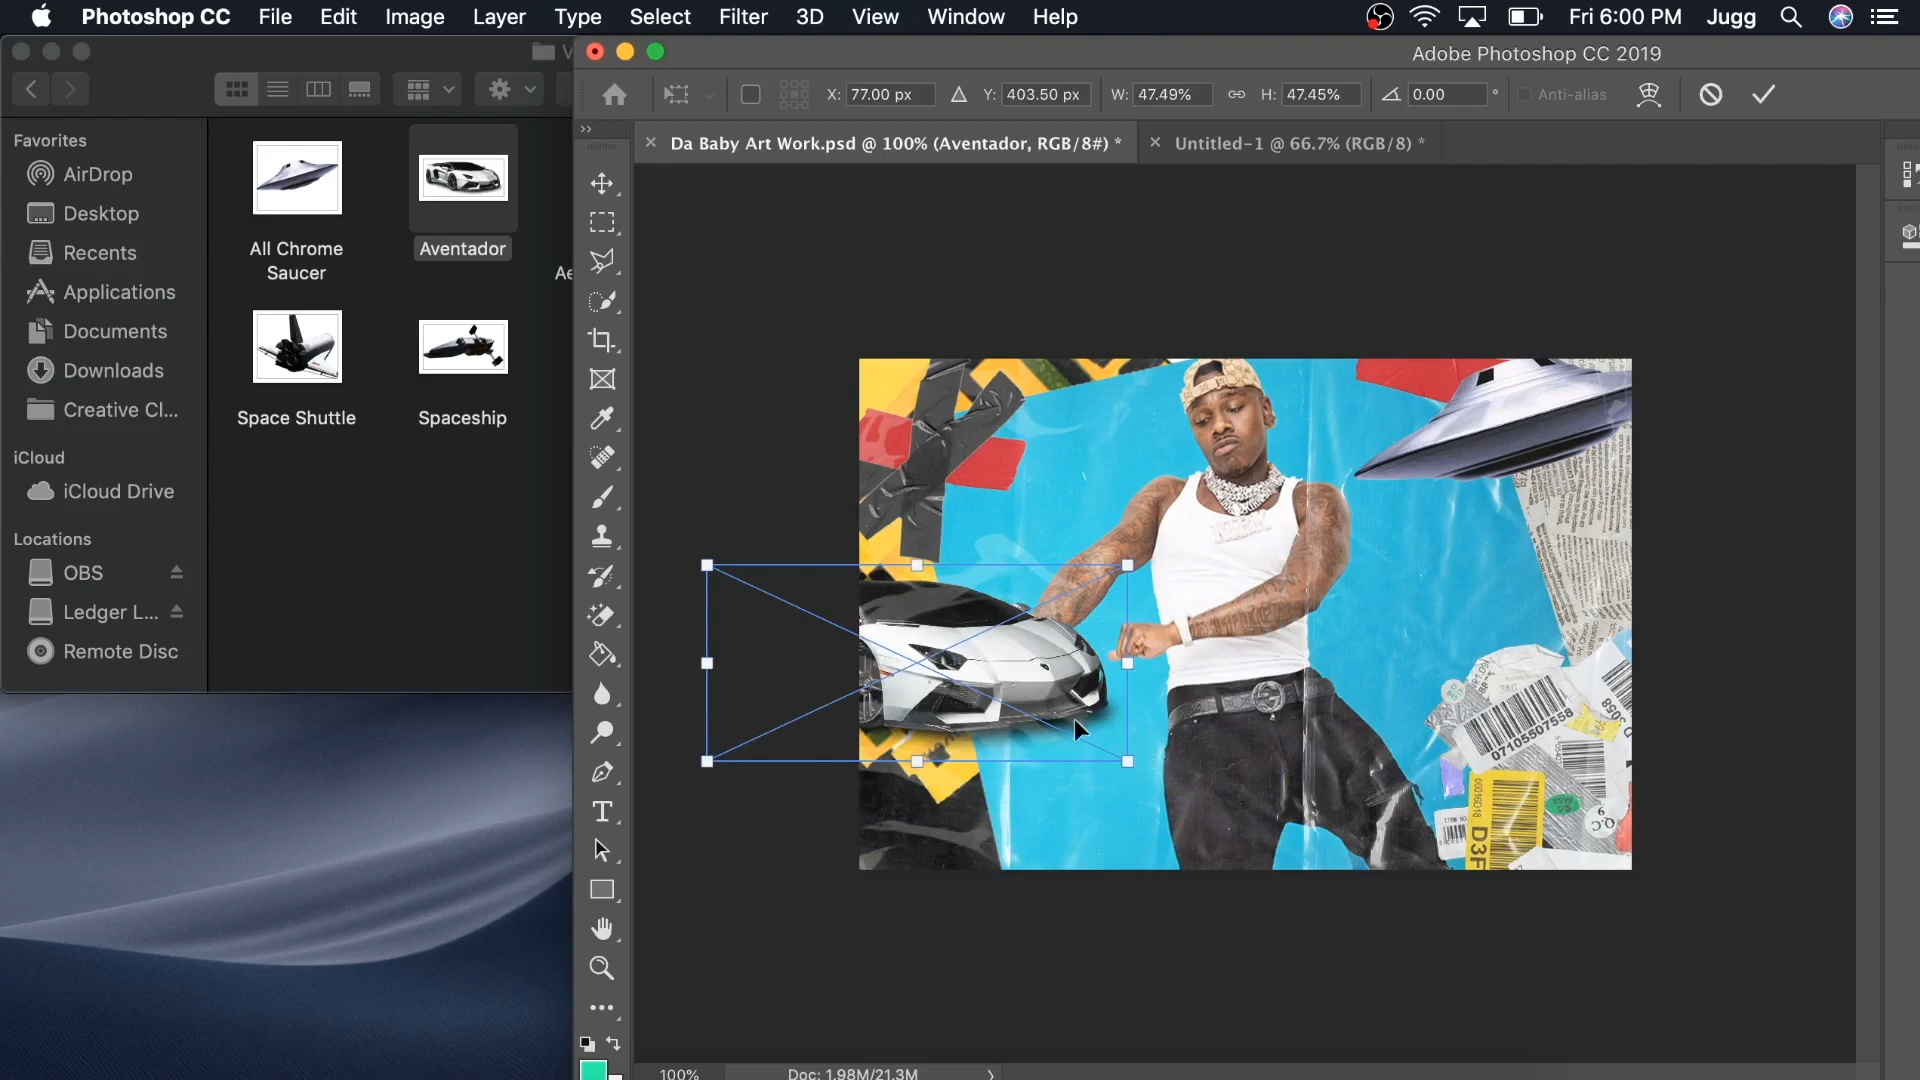 Photoshop CC File Edit Image Layer Type Select Filter 3D View Window Help Fri 6:00 PM Jugg
Adobe Photoshop CC 2019
X: 77.00 px Y: 403.50 px W: 47.49% H: 47.45% 0.00 ° Anti-alias
Da Baby Art Work.psd @ 100% (Aventador, RGB/8#) *
Untitled-1 @ 66.7% (RGB/8) *
Favorites
AirDrop
Desktop
Recents
Applications
Documents
Downloads
Creative Cl...
iCloud
iCloud Drive
Locations
OBS
Ledger L...
Remote Disc
All Chrome
Saucer
Aventador
Ae
Space Shuttle
Spaceship
07105507558
D3F
Q.C
100%
Doc: 1.98M/21.3M